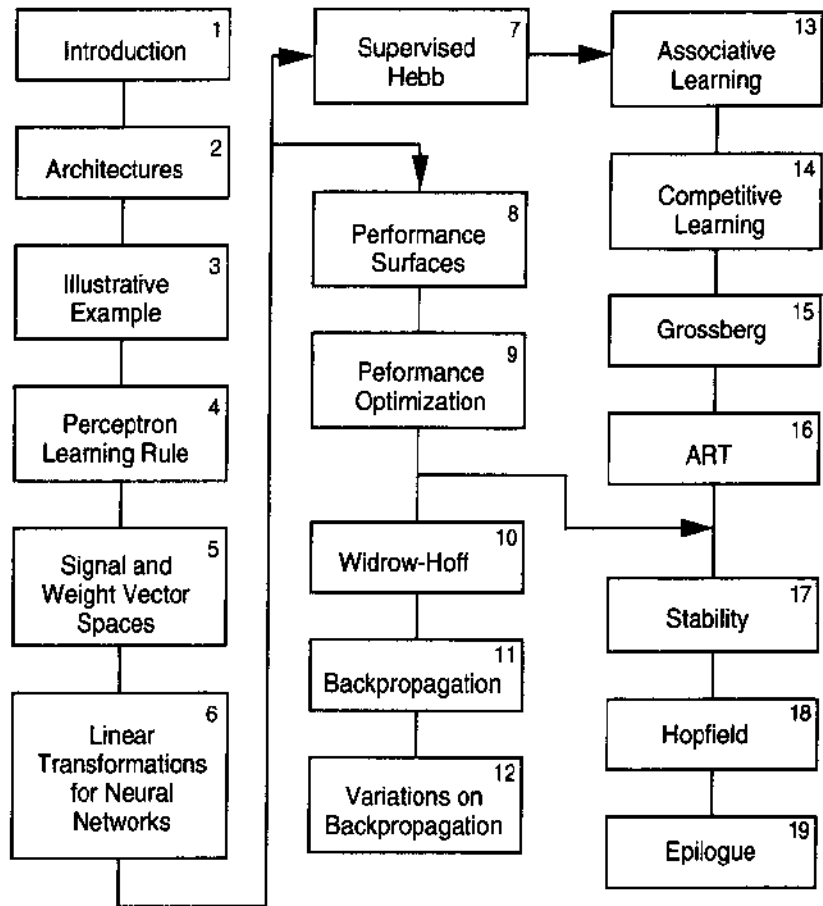 1
Introduction
2
Architectures
3
Illustrative
Example
4
Perceptron
Learning Rule
5
Signal and
Weight Vector
Spaces
6
Linear
Transformations
for Neural
Networks
7
Supervised
Hebb
8
Performance
Surfaces
9
Peformance
Optimization
10
Widrow-Hoff
11
Backpropagation
12
Variations on
Backpropagation
13
Associative
Learning
14
Competitive
Learning
15
Grossberg
16
ART
17
Stability
18
Hopfield
19
Epilogue